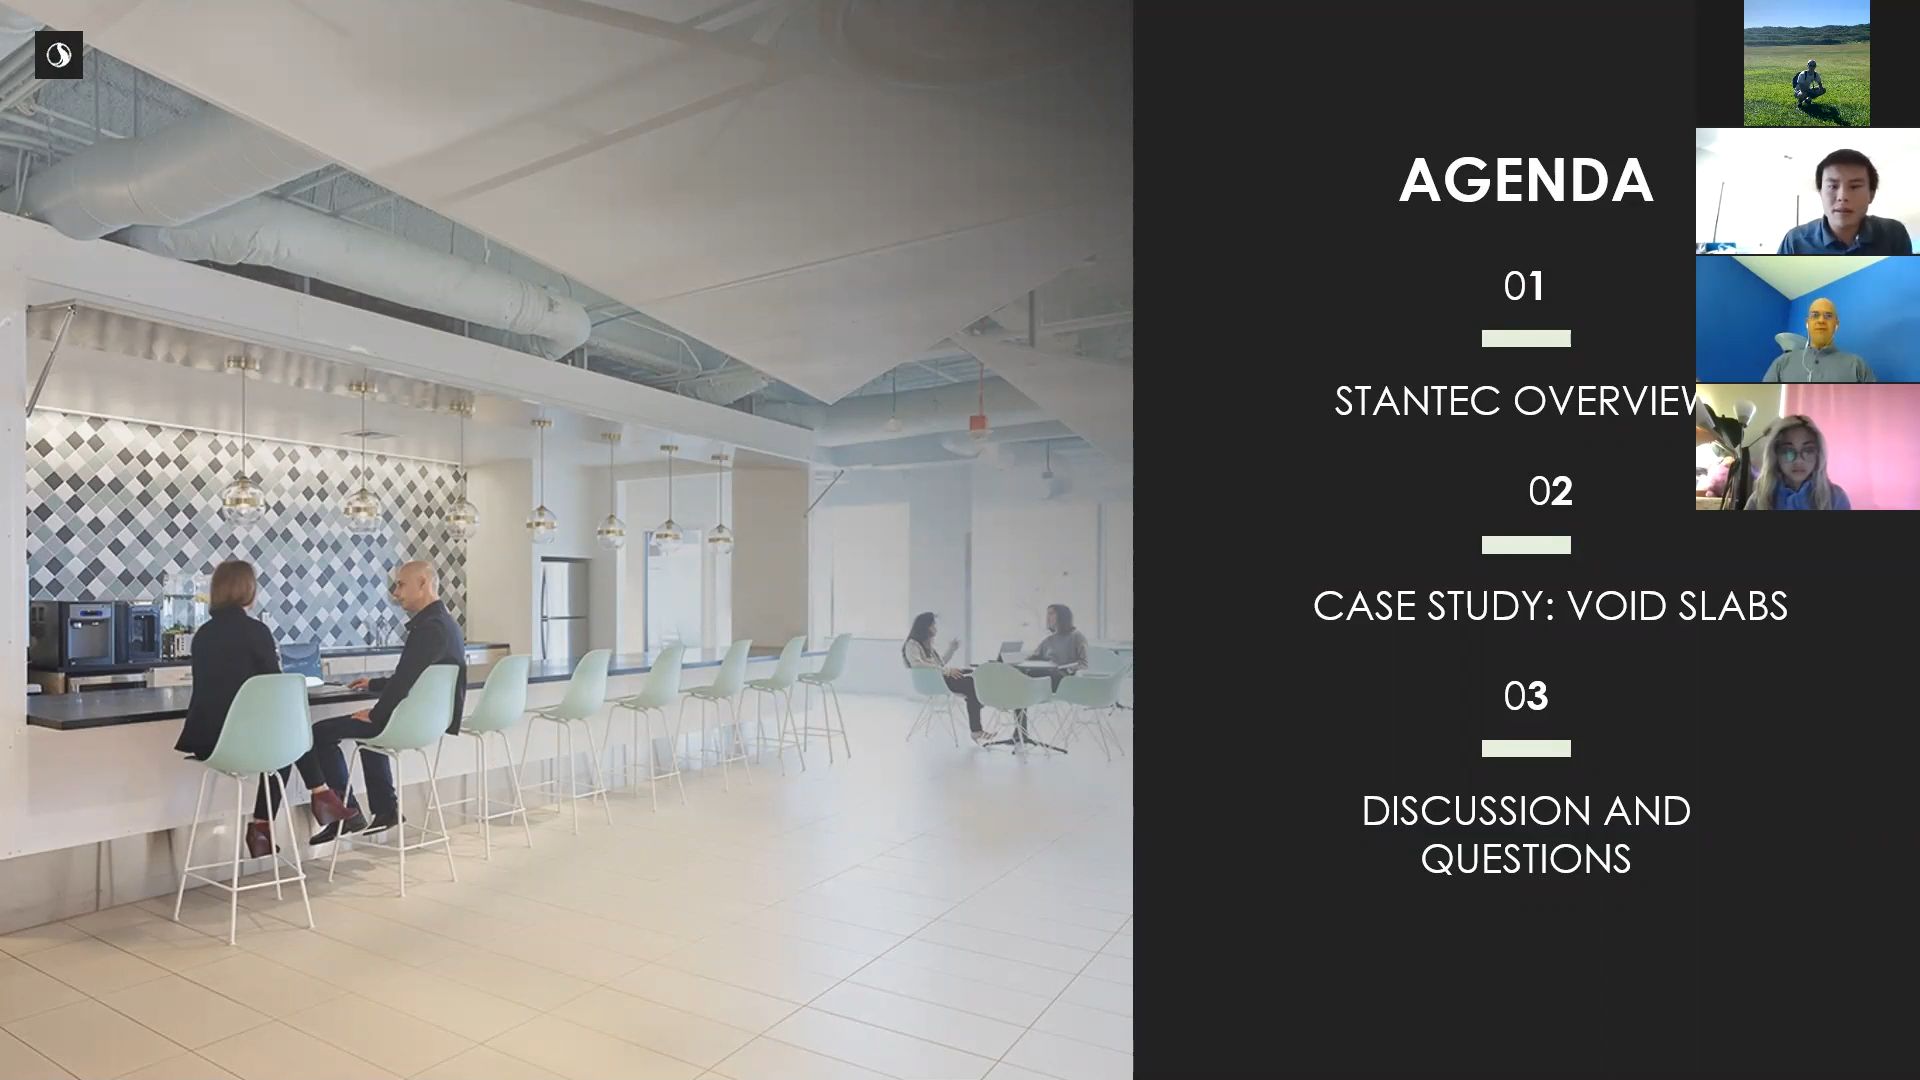 AGENDA
01
STANTEC OVERVIEW
02
CASE STUDY: VOID SLABS
03
DISCUSSION AND
QUESTIONS